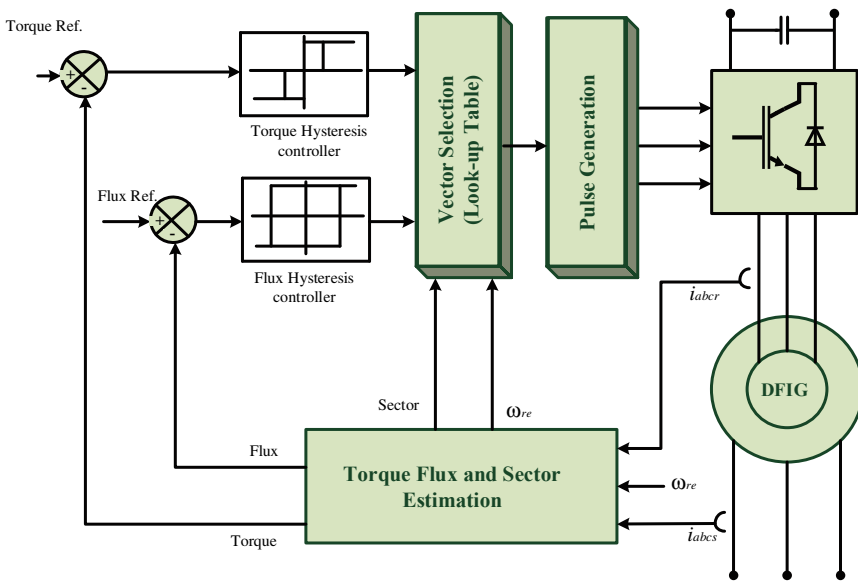 Torque Ref.
+
-
Torque Hysteresis
controller
Flux Ref.
+
-
Flux Hysteresis
controller
Vector Selection
(Look-up Table)
Pulse Generation
iabcr
DFIG
Sector
ωre
Flux
Torque Flux and Sector
Estimation
ωre
Torque
iabcs